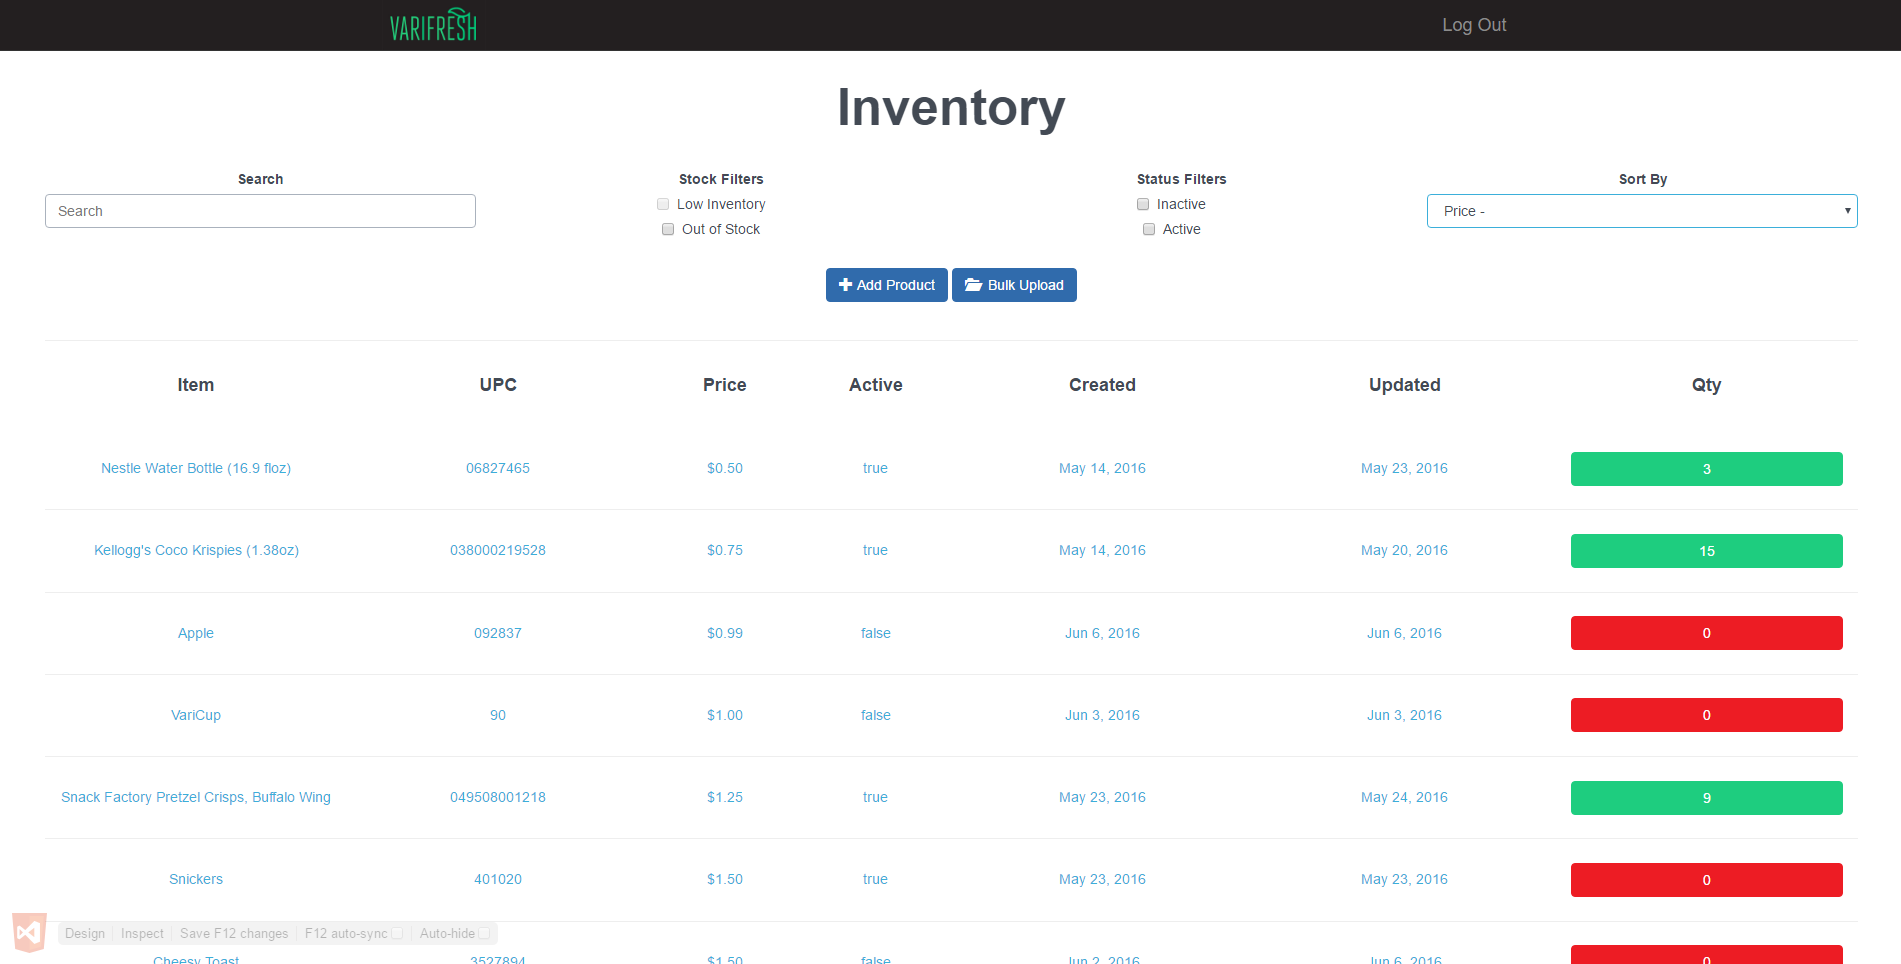 VARIFRESH Log Out
Inventory
Search Stock Filters Status Filters Sort By
Search Low Inventory Inactive Price -
Out of Stock Active
Add Product Bulk Upload
Item UPC Price Active Created Updated Qty
Nestle Water Bottle (16.9 floz) 06827465 $0.50 true May 14, 2016 May 23, 2016 3
Kellogg's Coco Krispies (1.38oz) 038000219528 $0.75 true May 14, 2016 May 20, 2016 15
Apple 092837 $0.99 false Jun 6, 2016 Jun 6, 2016 0
VariCup 90 $1.00 false Jun 3, 2016 Jun 3, 2016 0
Snack Factory Pretzel Crisps, Buffalo Wing 049508001218 $1.25 true May 23, 2016 May 24, 2016 9
Snickers 401020 $1.50 true May 23, 2016 May 23, 2016 0
Design Inspect Save F12 changes F12 auto-sync Auto-hide
Cheesy Toast 3527894 $1.50 false Jun 2, 2016 Jun 6, 2016 0